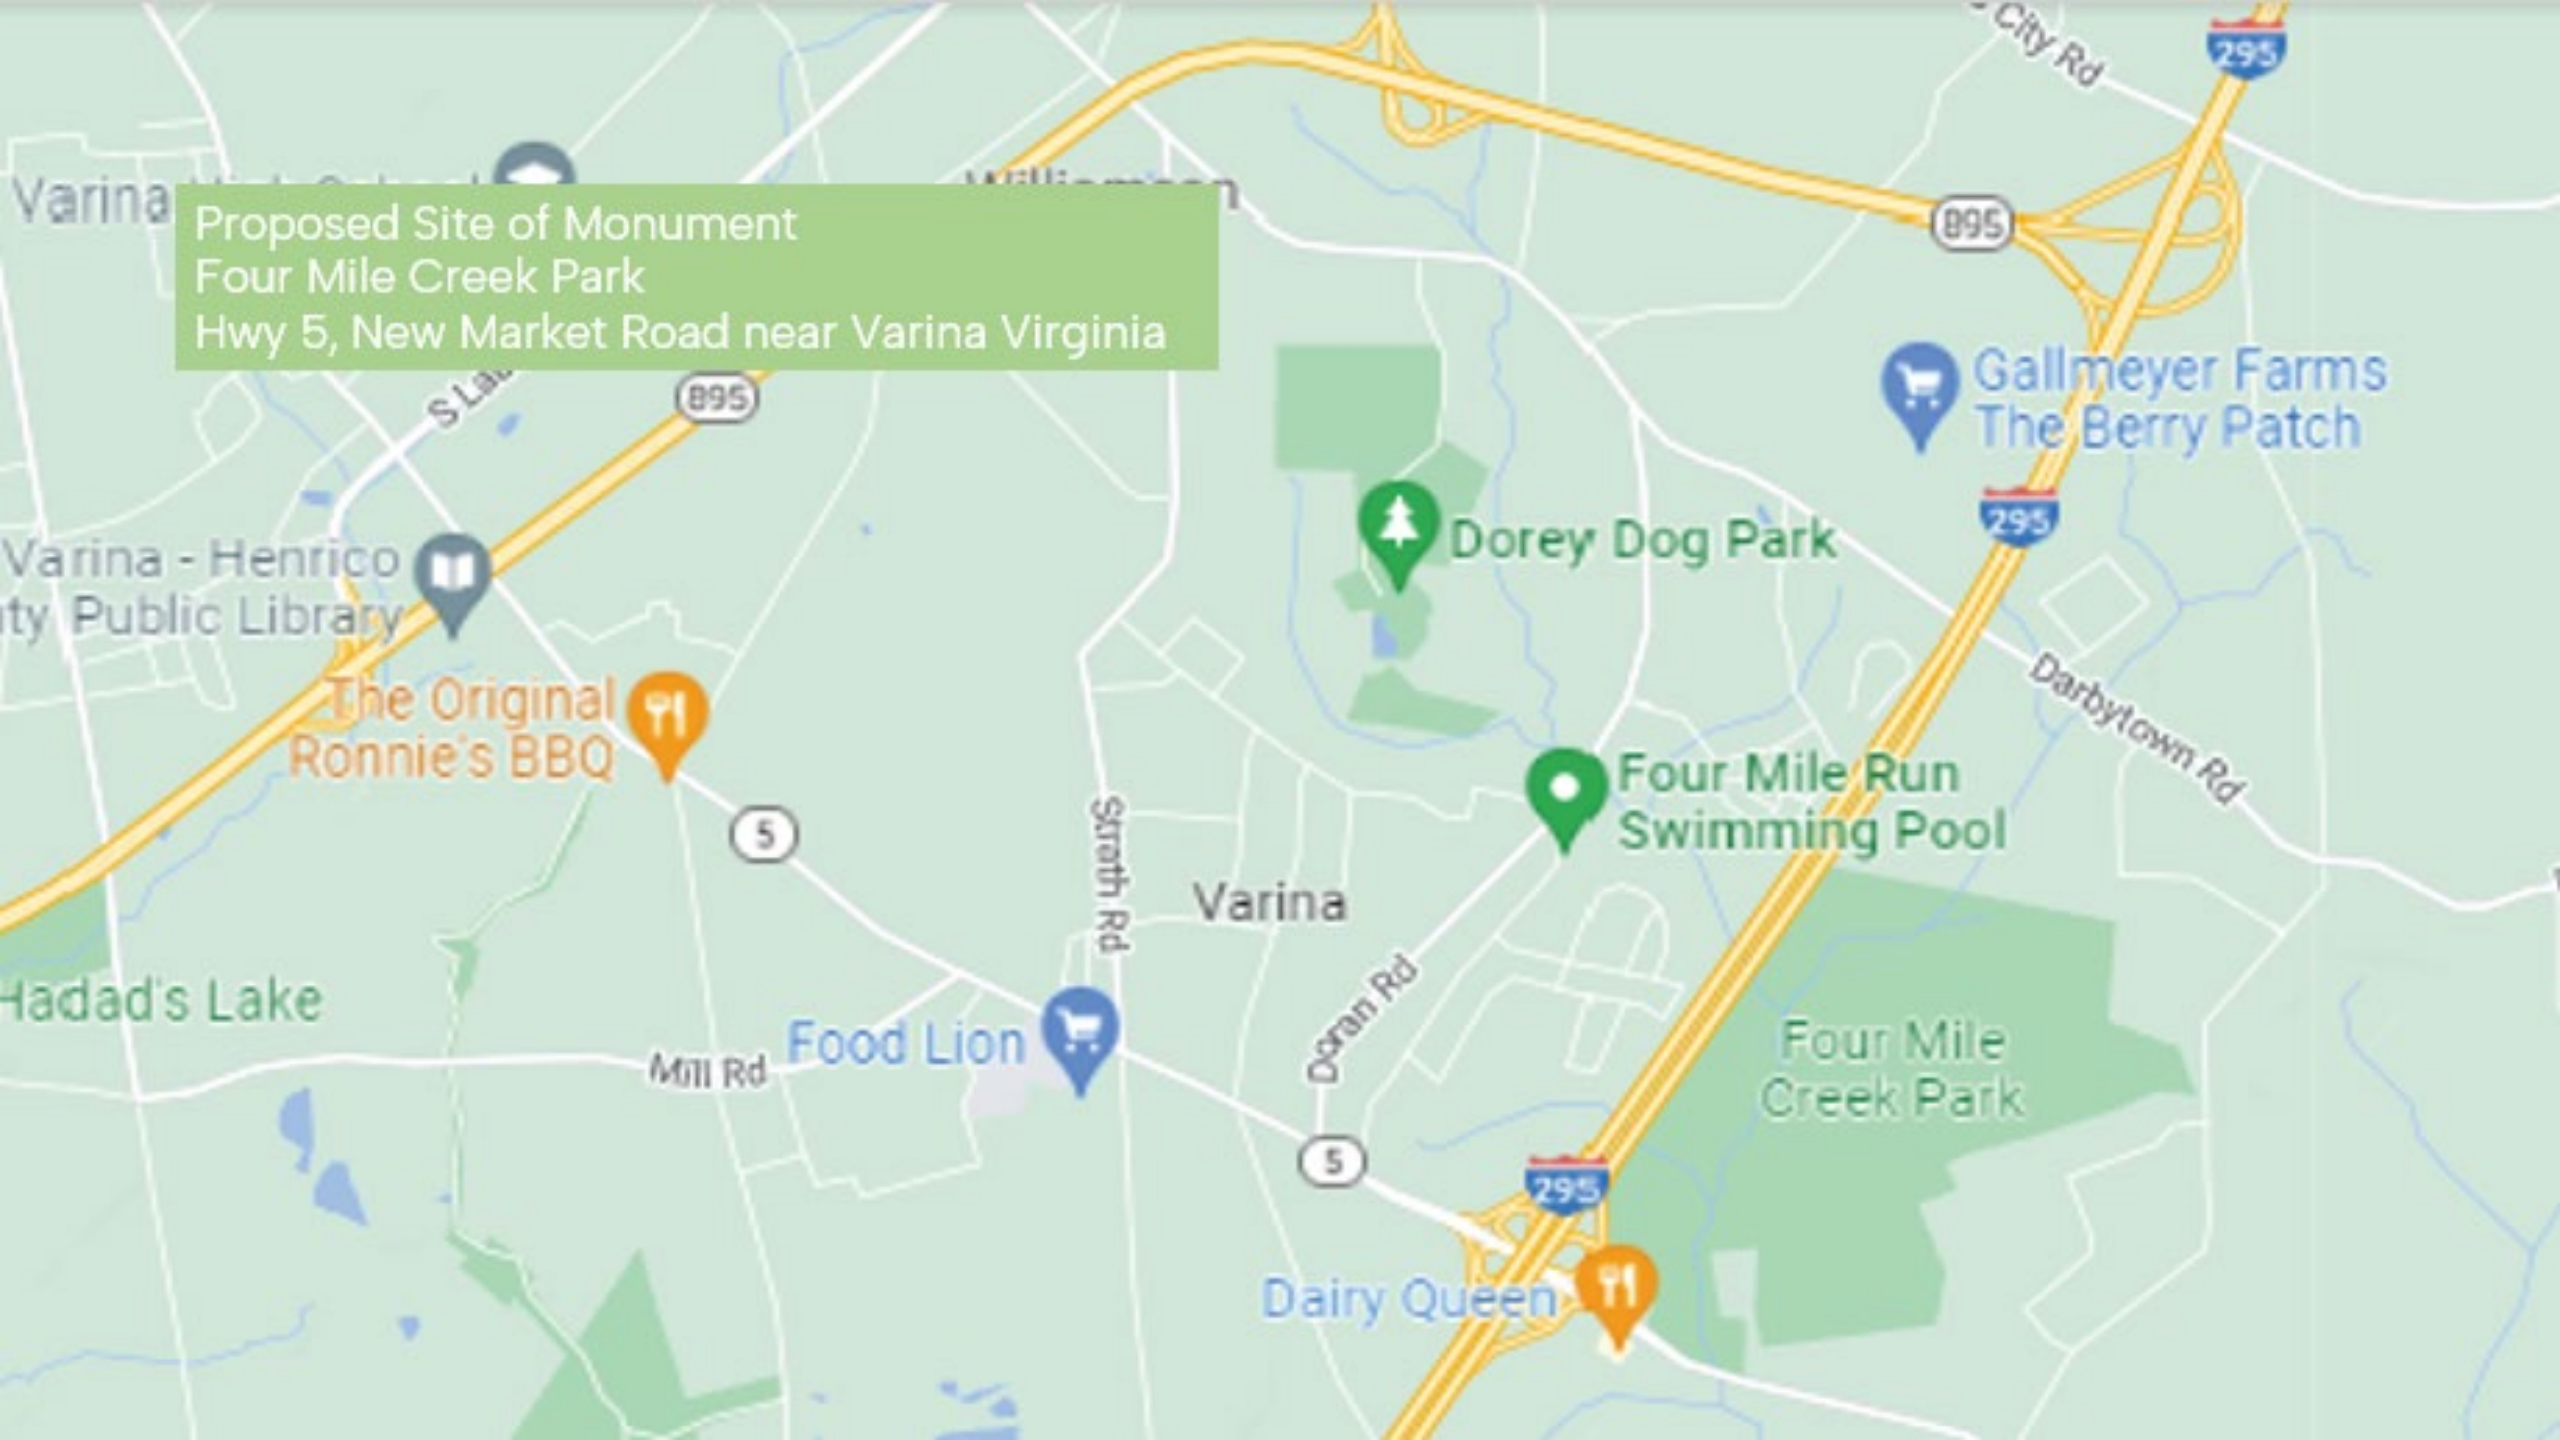 City Rd
295
Varina
Proposed Site of Monument
Four Mile Creek Park
Hwy 5, New Market Road near Varina Virginia
895
895
S
Gallmeyer Farms
The Berry Patch
295
Dorey Dog Park
Varina - Henrico
Public Library
The Original
Ronnie's BBQ
Darbytown Rd
Four Mile Run
Swimming Pool
5
Strath Rd
Varina
Hadad's Lake
Doran Rd
Four Mile
Creek Park
Food Lion
Mill Rd
5
295
Dairy Queen